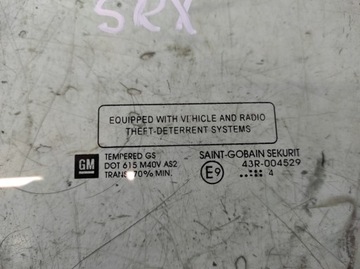 SRX
EQUIPPED WITH VEHICLE AND RADIO
THEFT-DETERRENT SYSTEMS
GM
TEMPERED GS
DOT 615 M40V AS2
TRANS 70% MIN.
SAINT-GOBAIN SEKURIT
E9
43R-004529
4